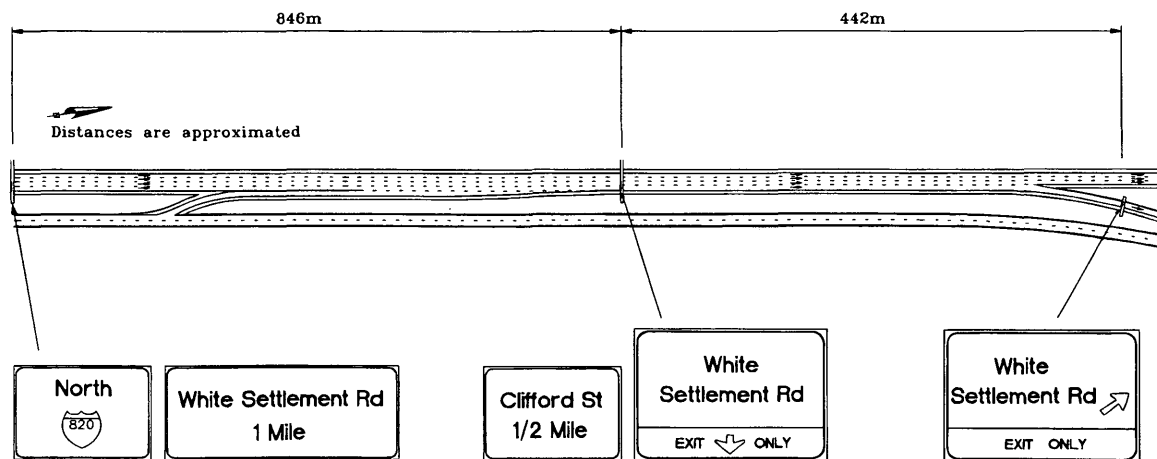 846m
442m
Distances are approximated
North
820
White Settlement Rd
1 Mile
Clifford St
1/2 Mile
White
Settlement Rd
EXIT ONLY
White
Settlement Rd
EXIT ONLY